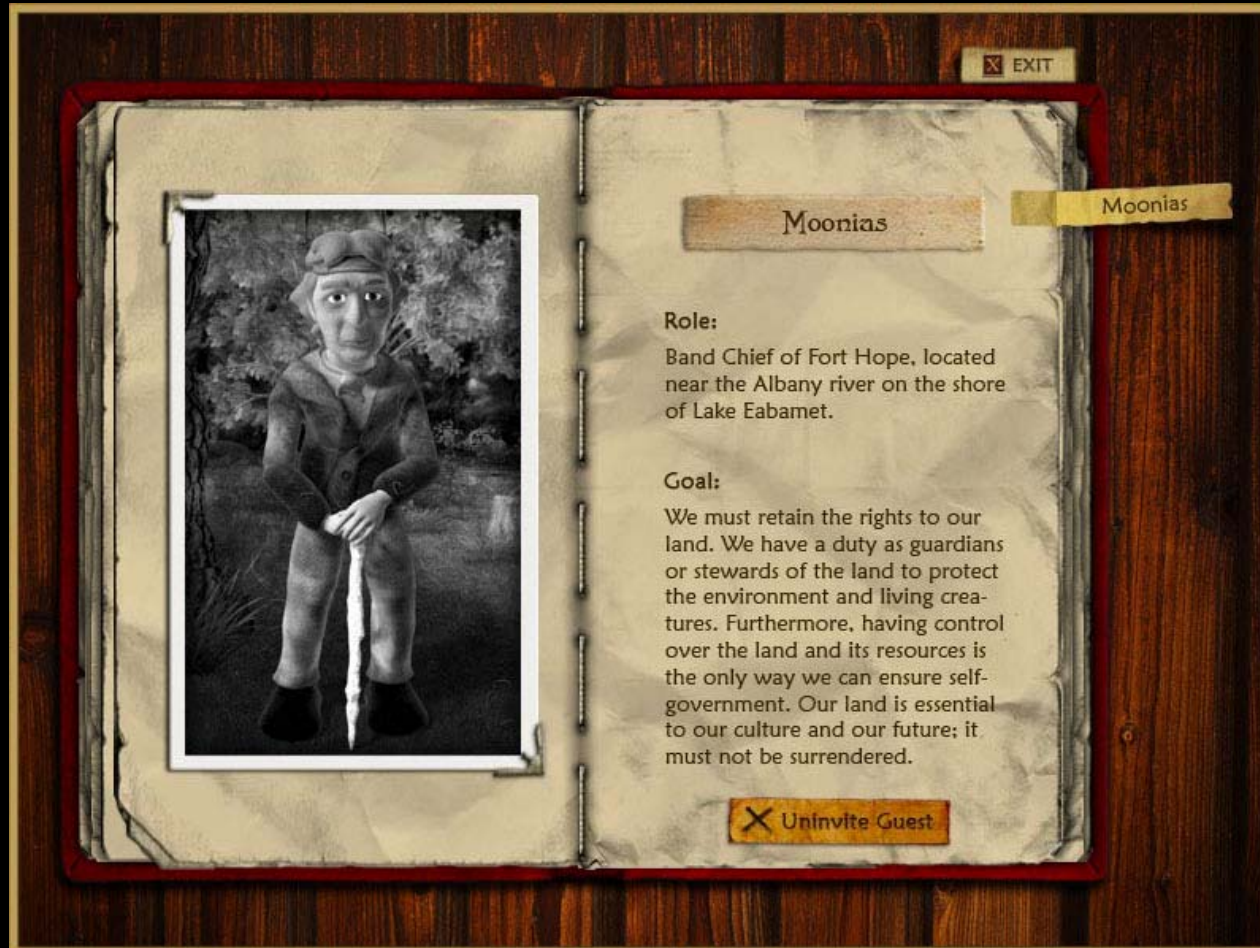 X EXIT
Moonias
Moonias
Role:
Band Chief of Fort Hope, located
near the Albany river on the shore
of Lake Eabamet.
Goal:
We must retain the rights to our
land. We have a duty as guardians
or stewards of the land to protect
the environment and living crea-
tures. Furthermore, having control
over the land and its resources is
the only way we can ensure self-
government. Our land is essential
to our culture and our future; it
must not be surrendered.
Uninvite Guest